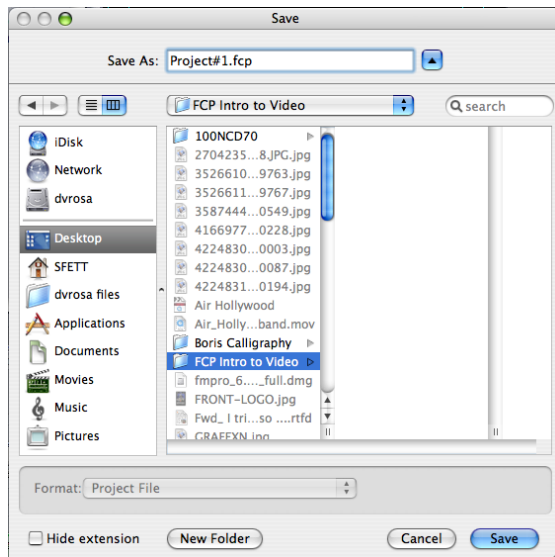 Save
Save As: Project#1.fcp
FCP Intro to Video
search
iDisk
Network
dvrosa
Desktop
SFETT
dvrosa files
Applications
Documents
Movies
Music
Pictures
100NCD70
2704235...8.JPG.jpg
3526610...9763.jpg
3526611...9767.jpg
3587444...0549.jpg
4166977...0228.jpg
4224830...0003.jpg
4224830...0087.jpg
4224831...0194.jpg
Air Hollywood
Air_Holly...band.mov
Boris Calligraphy
FCP Intro to Video
fmpro_6...._full.dmg
FRONT-LOGO.jpg
Fwd_ I tri...so ....rtfd
GRAFFXN.jpg
Format: Project File
Hide extension
New Folder
Cancel
Save